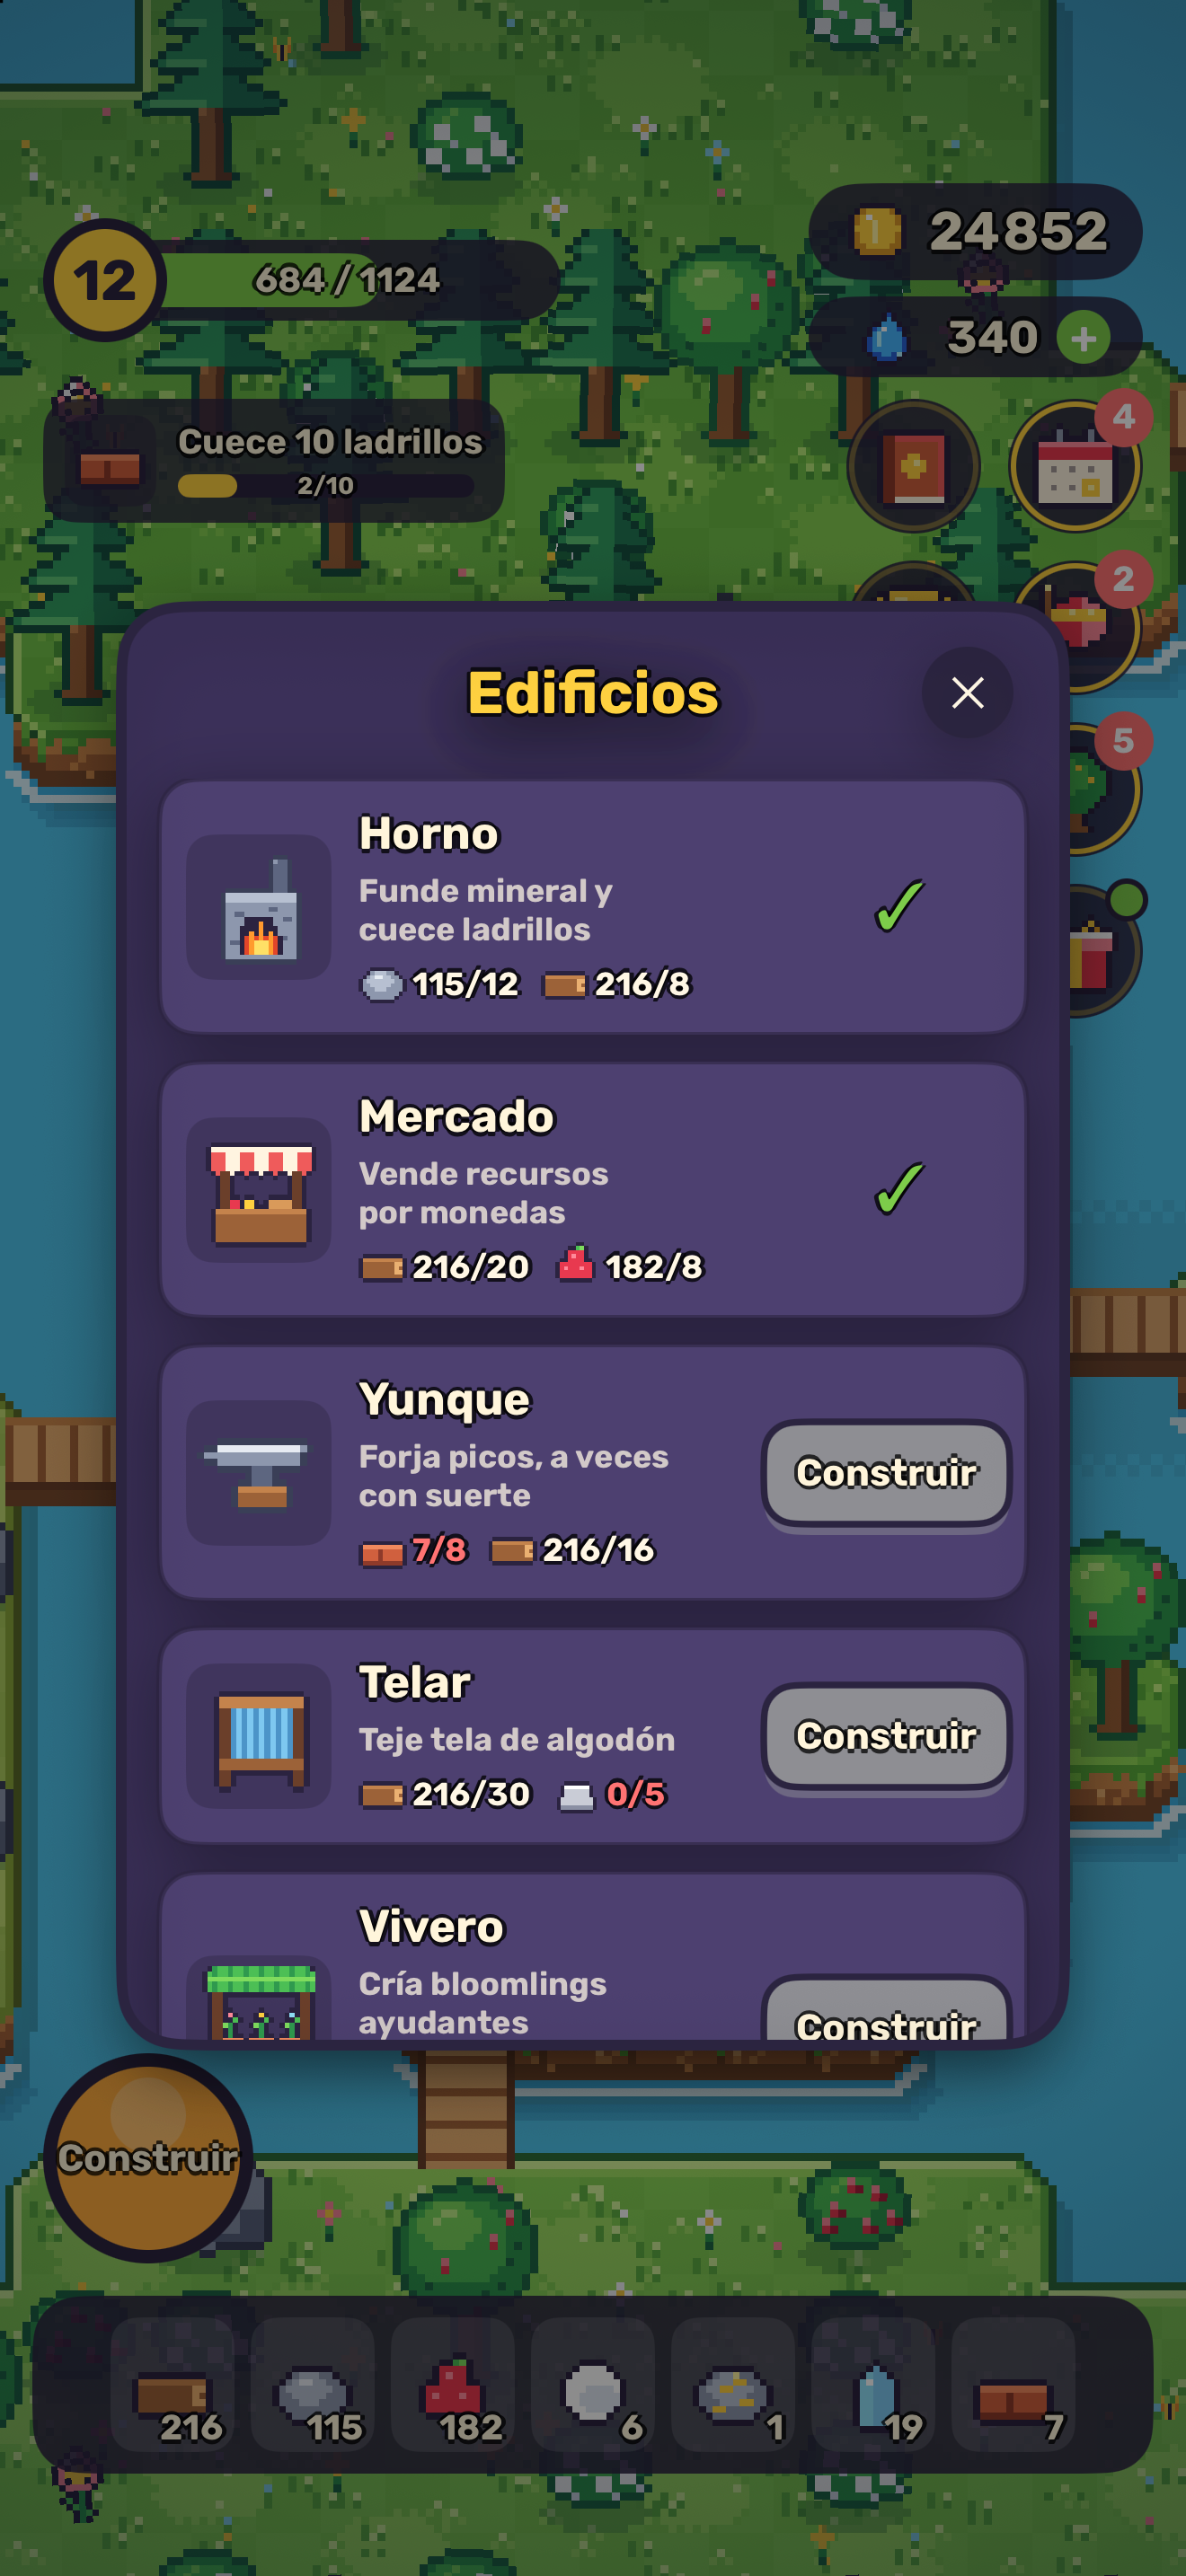 24852
12
684 / 1124
340
+
4
Cuece 10 ladrillos
2/10
2
Edificios
5
Horno
Funde mineral y
cuece ladrillos
115/12 216/8
Mercado
Vende recursos
por monedas
216/20 182/8
Yunque
Forja picos, a veces
con suerte
Construir
7/8 216/16
Telar
Teje tela de algodón
Construir
216/30 0/5
Vivero
Cría bloomlings
ayudantes
Construir
Construir
216 115 182 6 1 19 7